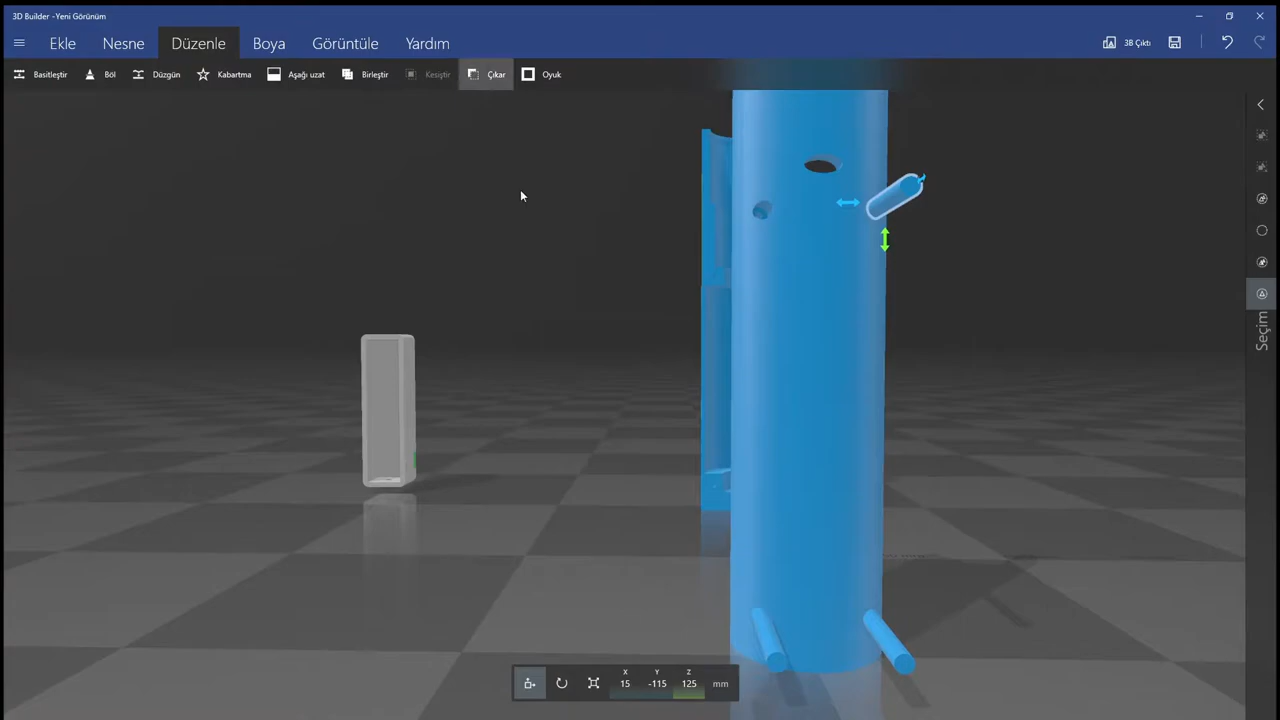 3D Builder - Yeni Görünüm
Ekle Nesne Düzenle Boya Görüntüle Yardım 3B Çıktı
Basitleştir Böl Düzgün Kabartma Aşağı uzat Birleştir Kesiştir Çıkar Oyuk
Seçim
X Y Z
15 -115 125 mm